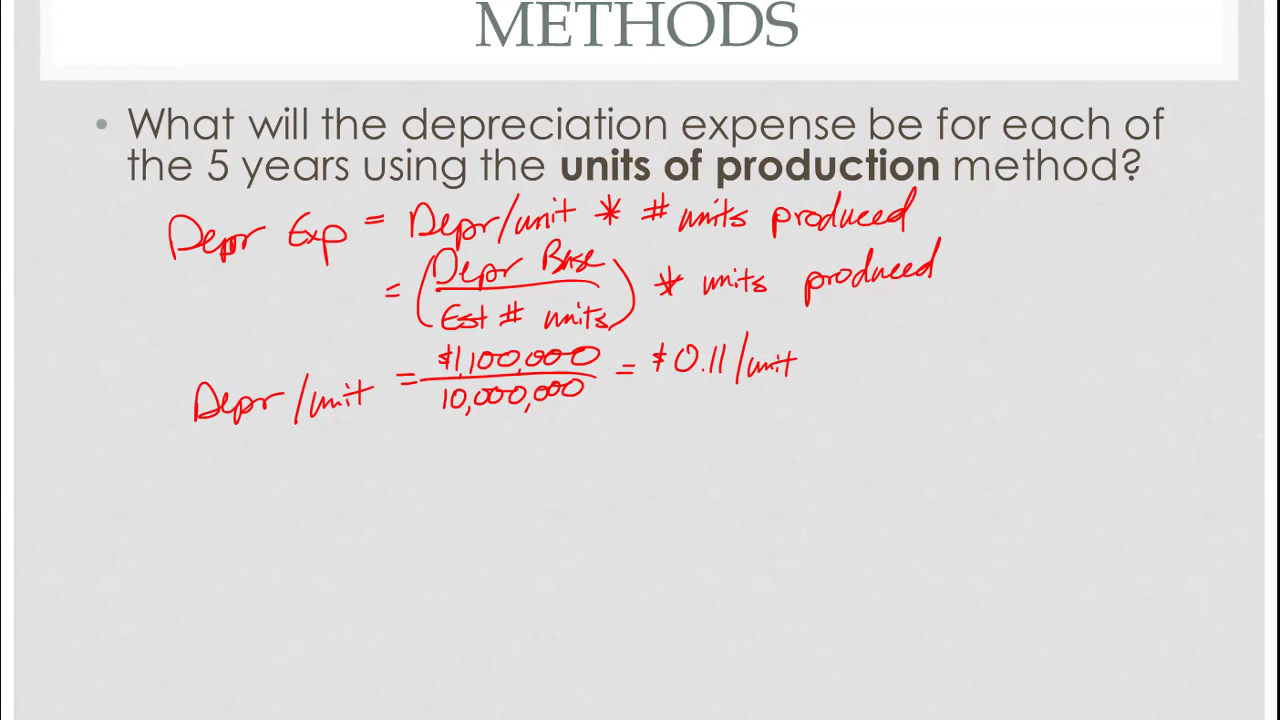 METHODS
• What will the depreciation expense be for each of
the 5 years using the units of production method?
Depr Exp = Depr/unit * # units produced
= (Depr Base / Est # units) * units produced
Depr/unit = $1,100,000 / 10,000,000 = $0.11/unit